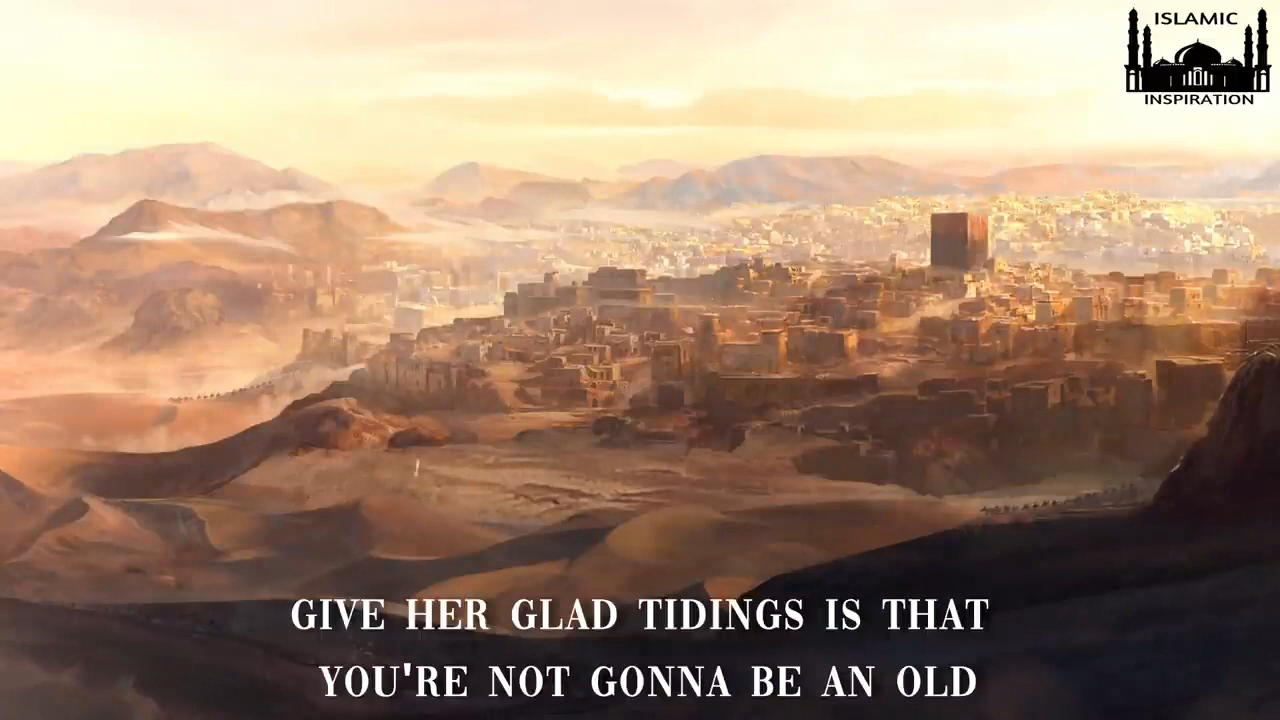 ISLAMIC
INSPIRATION
GIVE HER GLAD TIDINGS IS THAT
YOU'RE NOT GONNA BE AN OLD